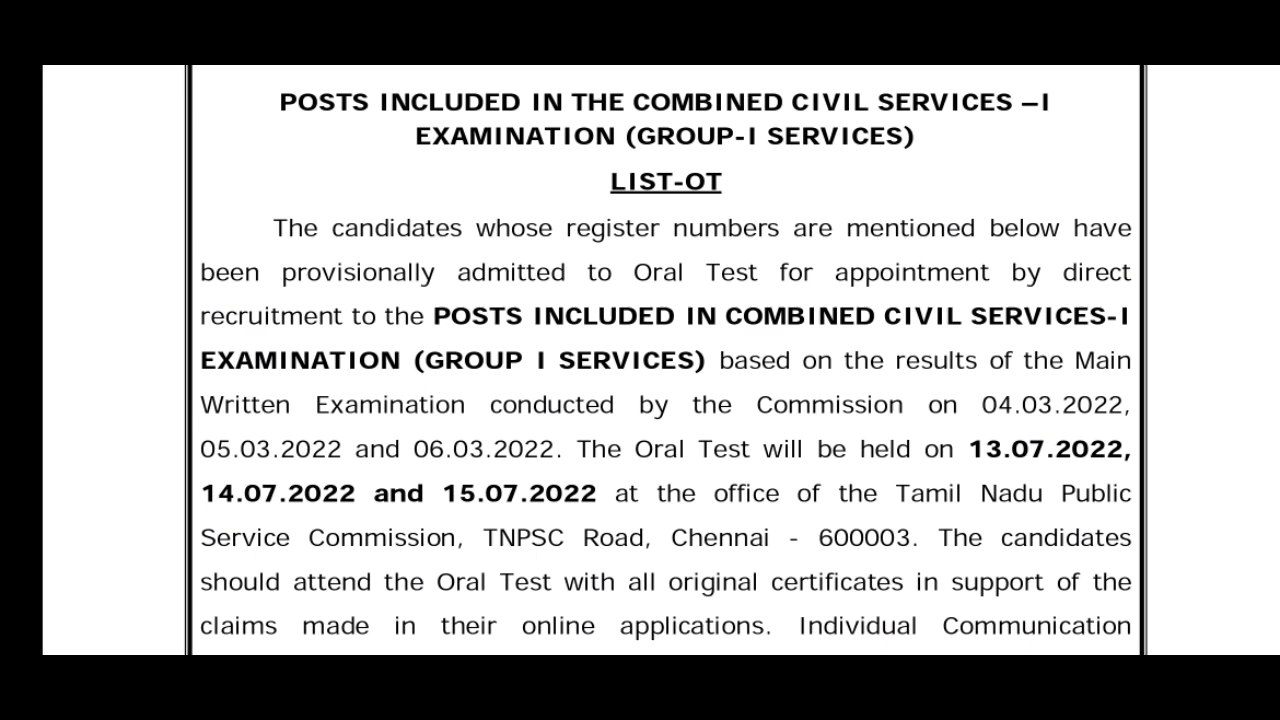 POSTS INCLUDED IN THE COMBINED CIVIL SERVICES –I
EXAMINATION (GROUP-I SERVICES)
LIST-OT
The candidates whose register numbers are mentioned below have
been provisionally admitted to Oral Test for appointment by direct
recruitment to the POSTS INCLUDED IN COMBINED CIVIL SERVICES-I
EXAMINATION (GROUP I SERVICES) based on the results of the Main
Written Examination conducted by the Commission on 04.03.2022,
05.03.2022 and 06.03.2022. The Oral Test will be held on 13.07.2022,
14.07.2022 and 15.07.2022 at the office of the Tamil Nadu Public
Service Commission, TNPSC Road, Chennai - 600003. The candidates
should attend the Oral Test with all original certificates in support of the
claims made in their online applications. Individual Communication